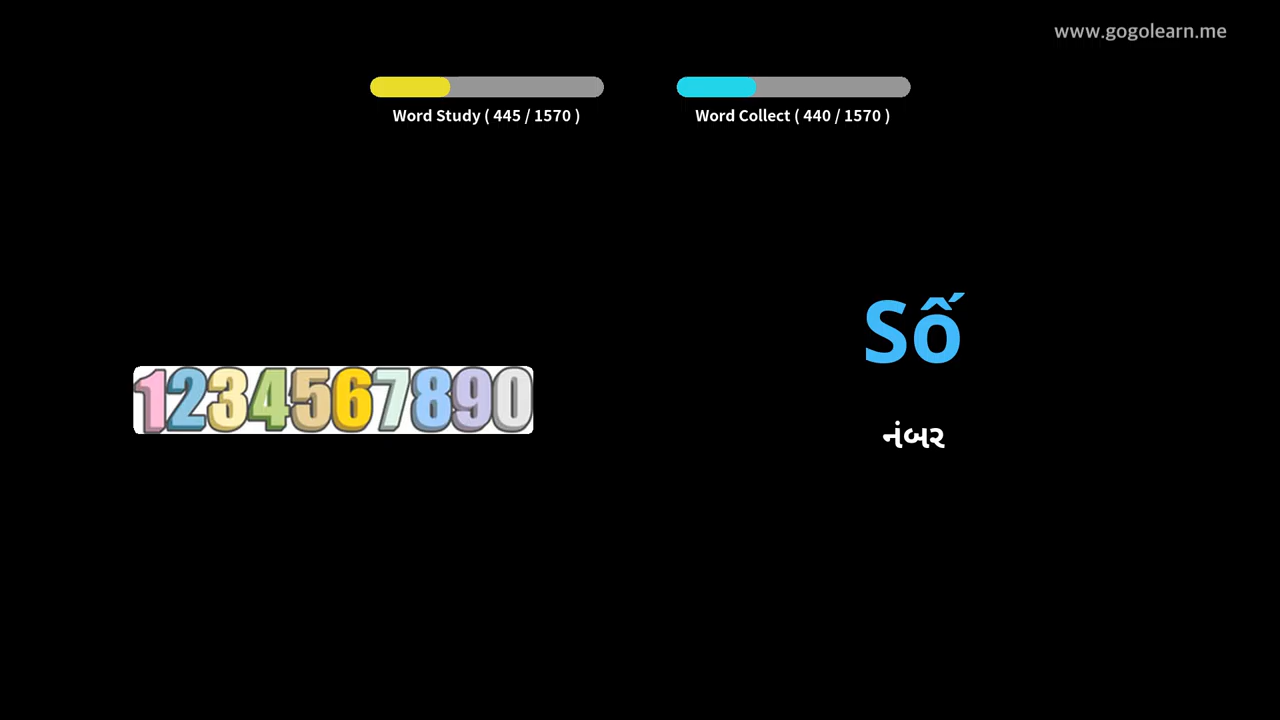 www.gogolearn.me
Word Study ( 445 / 1570 )
Word Collect ( 440 / 1570 )
Số
1234567890
નંબર